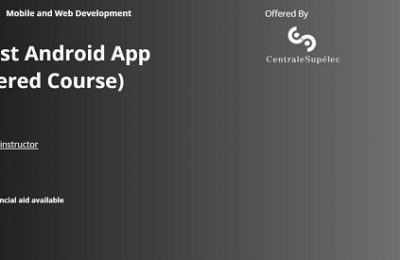 Mobile and Web Development
Offered By
CentraleSupélec
st Android App
ered Course)
instructor
ncial aid available